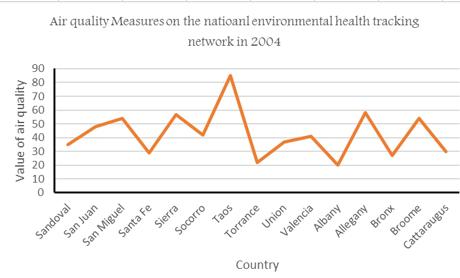 Air quality Measures on the natioanl environmental health tracking
network in 2004
Value of air quality
90
80
70
60
50
40
30
20
10
0
Sandoval
San Juan
San Miguel
Santa Fe
Sierra
Socorro
Taos
Torrance
Union
Valencia
Albany
Allegany
Bronx
Broome
Cattaraugus
Country